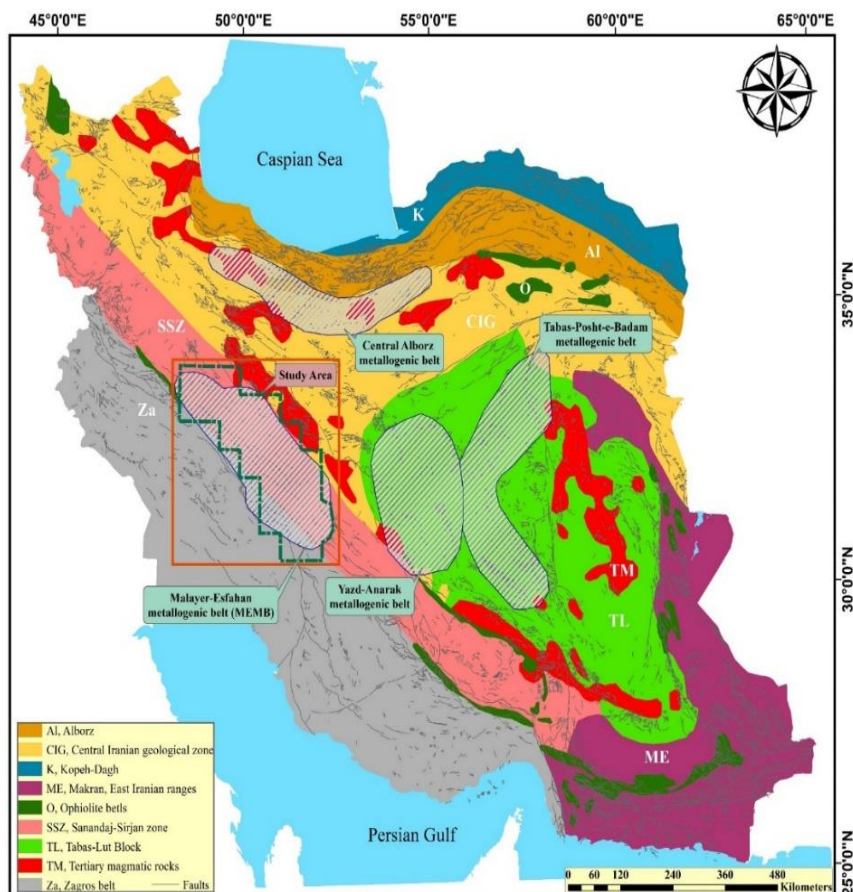 45°0'0"E
50°0'0"E
55°0'0"E
60°0'0"E
65°0'0"E
Caspian Sea
K
Al
O
35°0'0"N
SSZ
CIG
Central Alborz
metallogenic belt
Tabas-Posht-e-Badam
metallogenic belt
Study Area
Za
30°0'0"N
Malayer-Esfahan
metallogenic belt (MEMB)
Yazd-Anarak
metallogenic belt
TM
TL
ME
Persian Gulf
25°0'0"N
Al, Alborz
CIG, Central Iranian geological zone
K, Kopeh-Dagh
ME, Makran, East Iranian ranges
O, Ophiolite betls
SSZ, Sanandaj-Sirjan zone
TL, Tabas-Lut Block
TM, Tertiary magmatic rocks
Za, Zagros belt
Faults
0 60 120 240 360 480
Kilometers